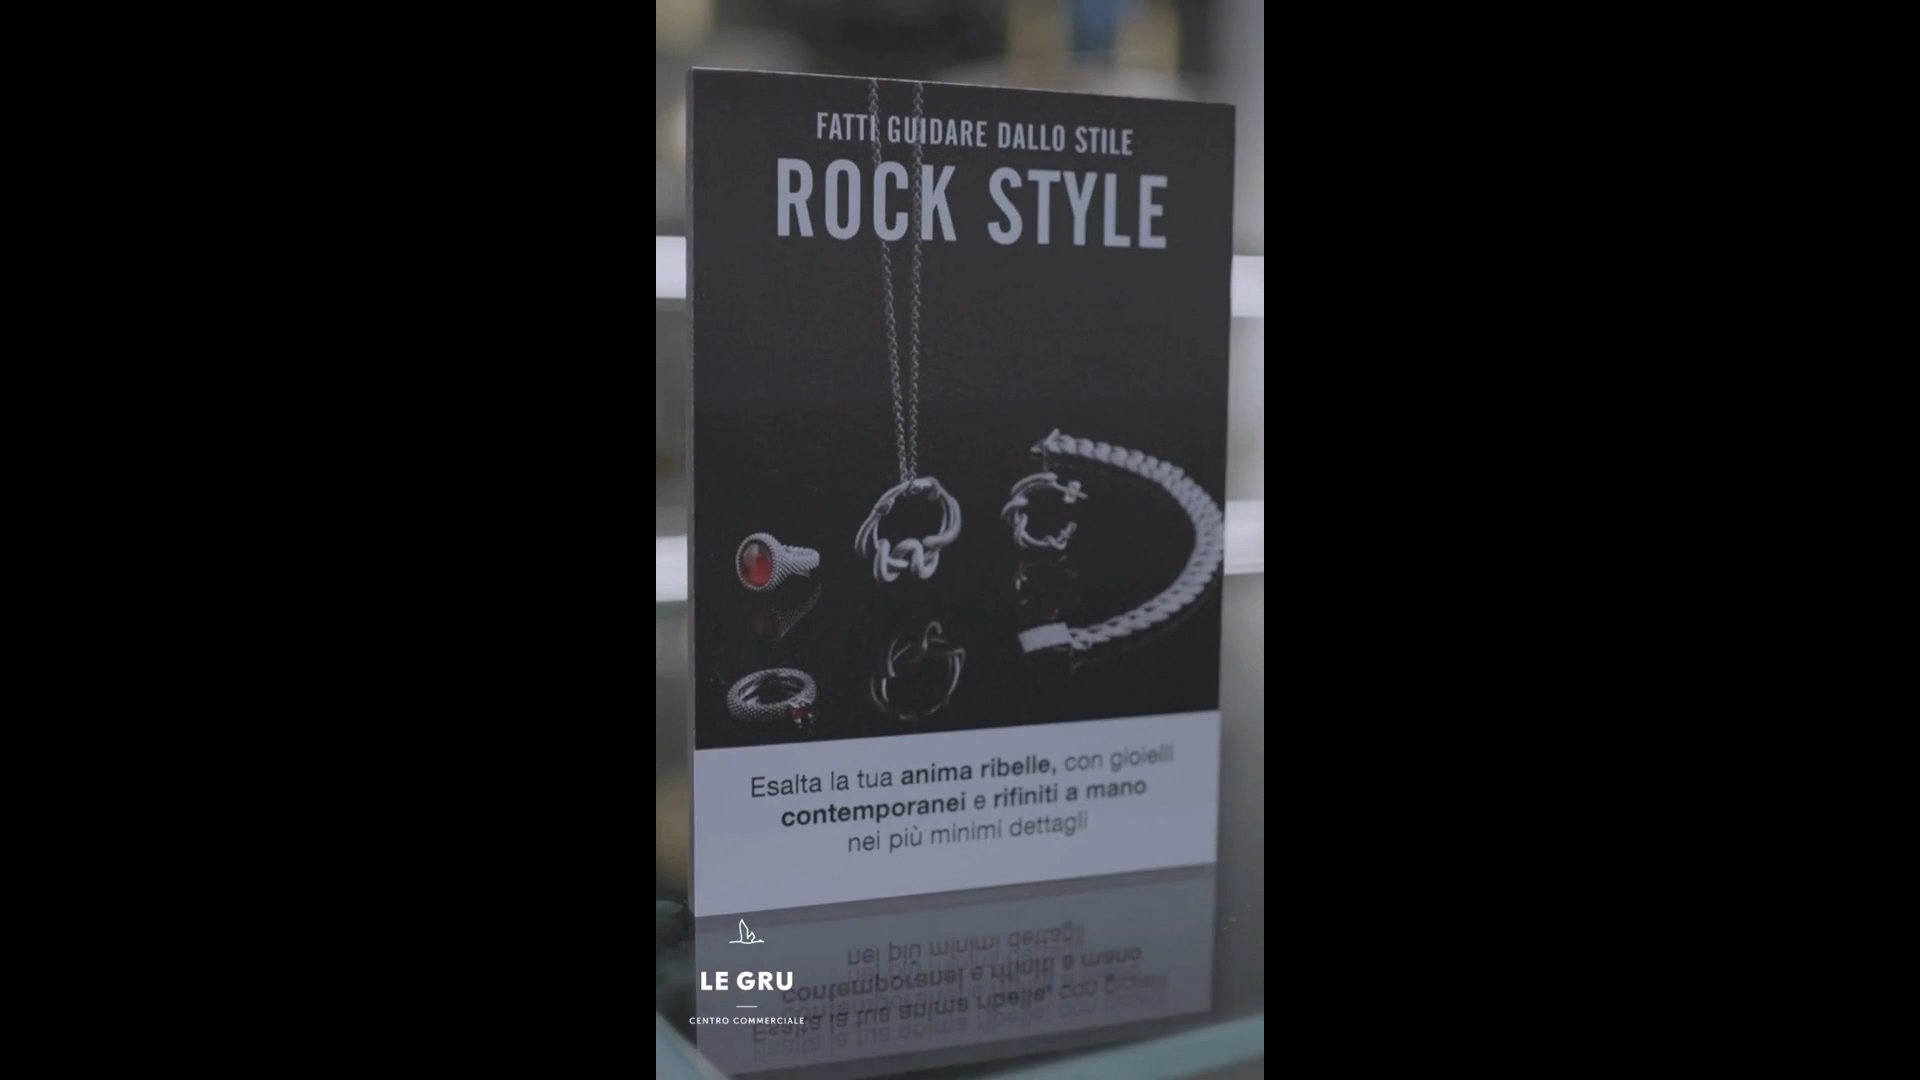 FATTI GUIDARE DALLO STILE
ROCK STYLE
Esalta la tua anima ribelle, con gioielli
contemporanei e rifiniti a mano
nei più minimi dettagli
LE GRU
CENTRO COMMERCIALE